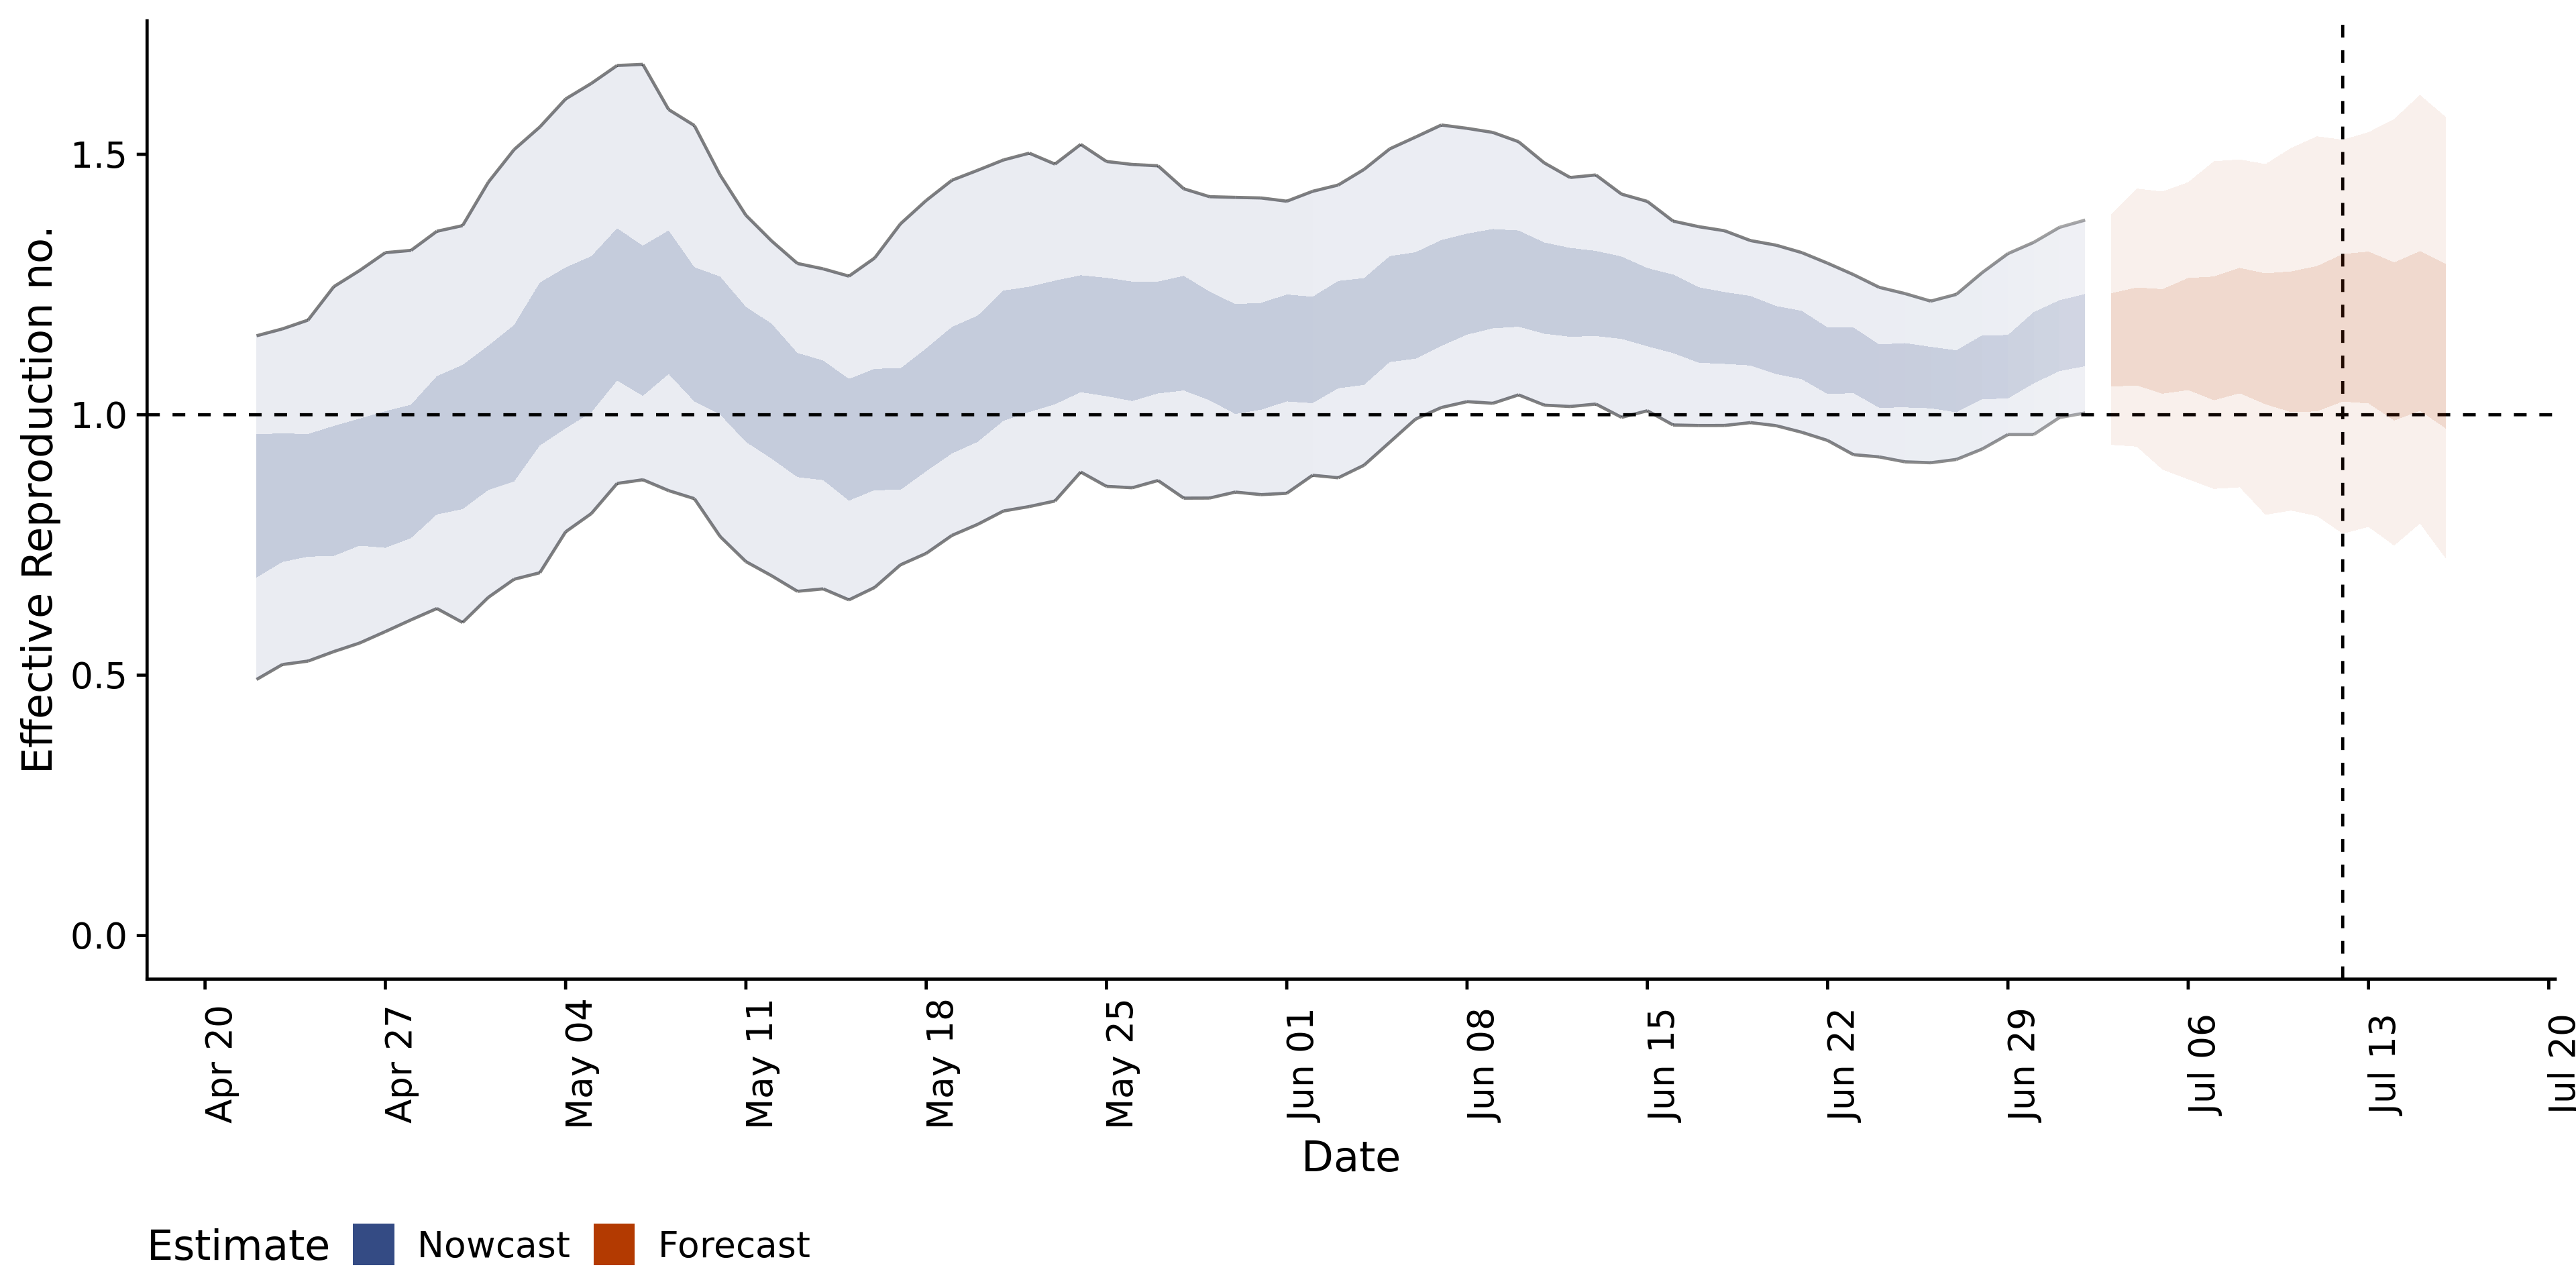 Effective Reproduction no.
1.5
1.0
0.5
0.0
Apr 20
Apr 27
May 04
May 11
May 18
May 25
Jun 01
Jun 08
Jun 15
Jun 22
Jun 29
Jul 06
Jul 13
Jul 20
Date
Estimate Nowcast Forecast